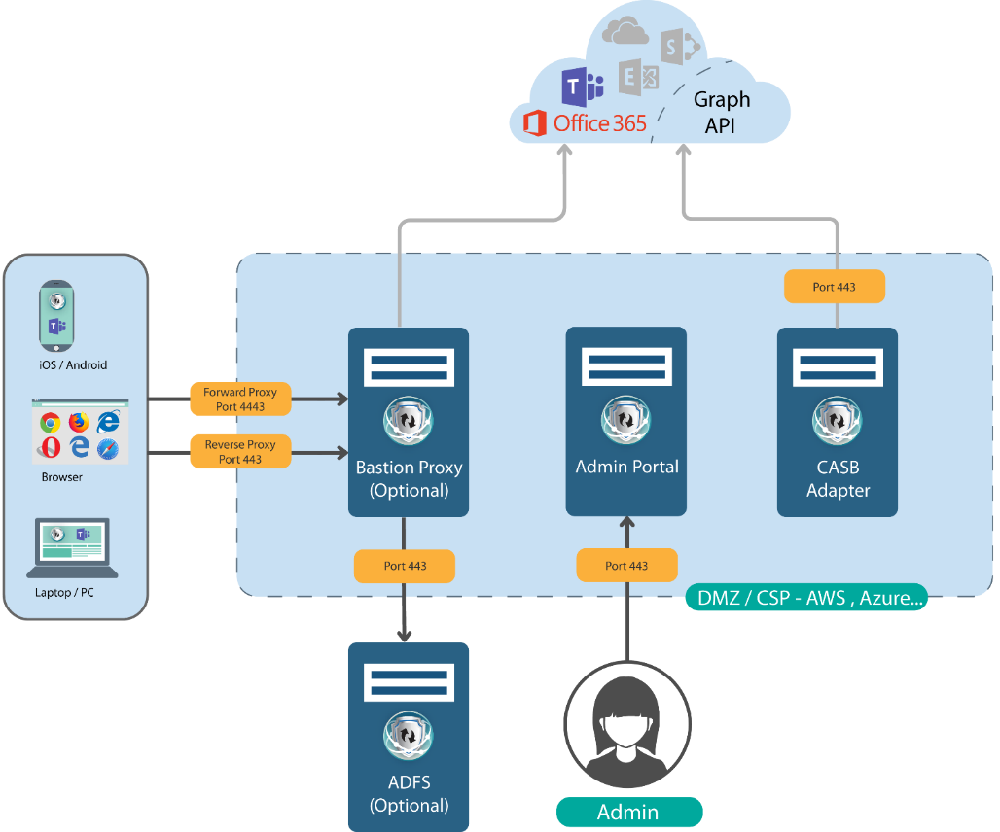 Graph
API
Office 365
Port 443
iOS / Android
Browser
Laptop / PC
Forward Proxy
Port 4443
Reverse Proxy
Port 443
Bastion Proxy
(Optional)
Admin Portal
CASB
Adapter
Port 443
Port 443
DMZ / CSP - AWS , Azure...
ADFS
(Optional)
Admin
T
S
E
T
T